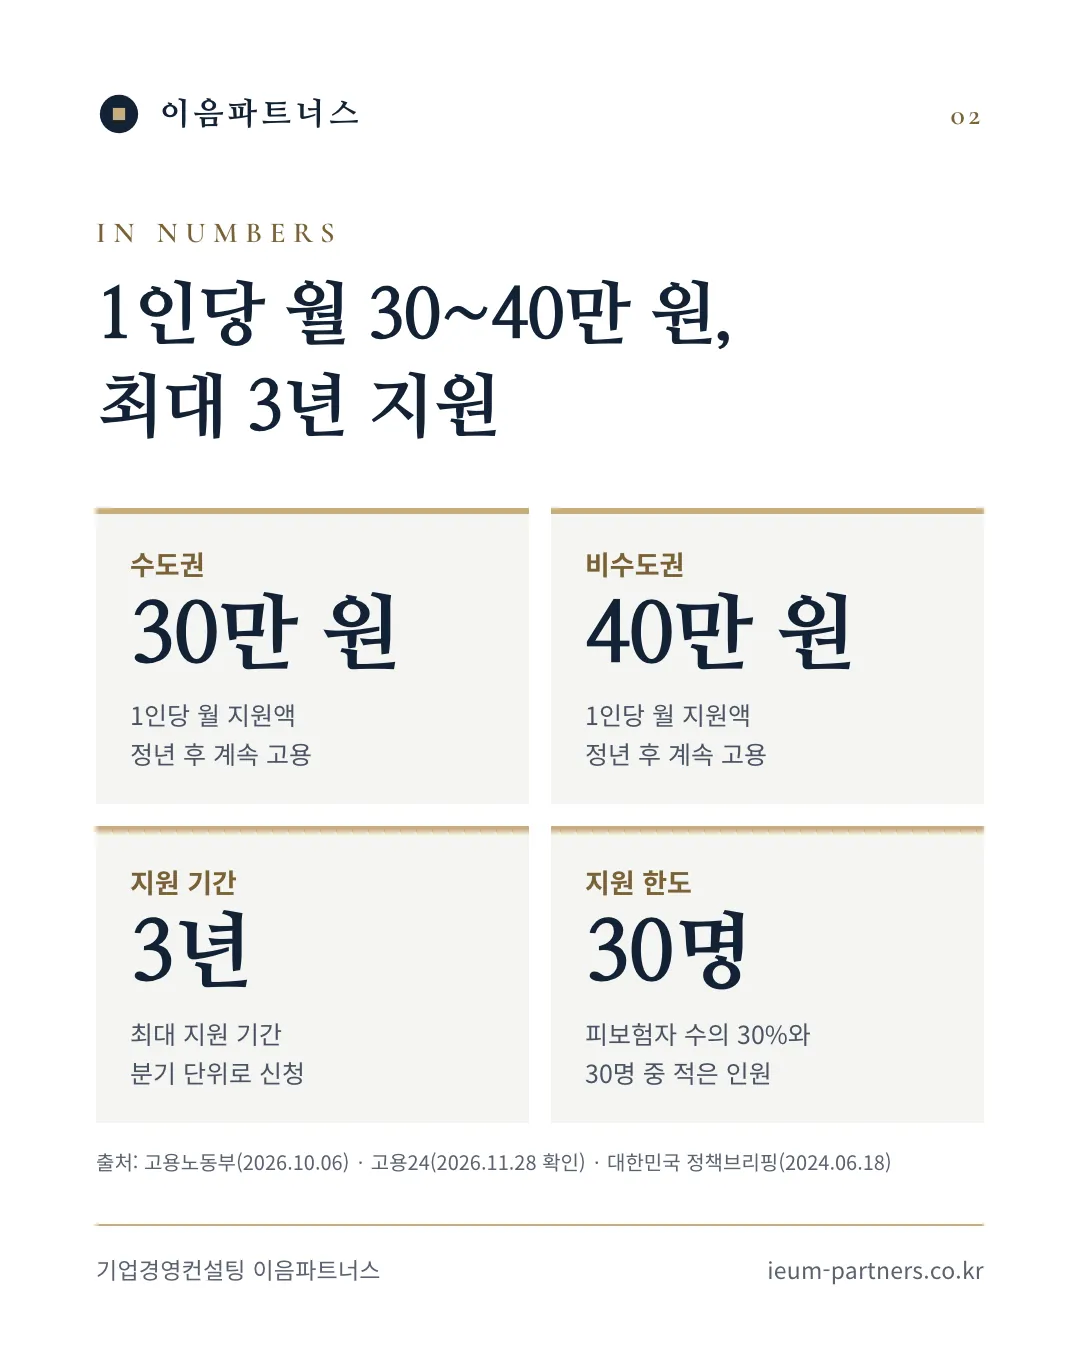 이음파트너스
02
IN NUMBERS
1인당 월 30~40만 원,
최대 3년 지원
수도권
30만 원
1인당 월 지원액
정년 후 계속 고용
비수도권
40만 원
1인당 월 지원액
정년 후 계속 고용
지원 기간
3년
최대 지원 기간
분기 단위로 신청
지원 한도
30명
피보험자 수의 30%와
30명 중 적은 인원
출처: 고용노동부(2026.10.06) · 고용24(2026.11.28 확인) · 대한민국 정책브리핑(2024.06.18)
기업경영컨설팅 이음파트너스
ieum-partners.co.kr